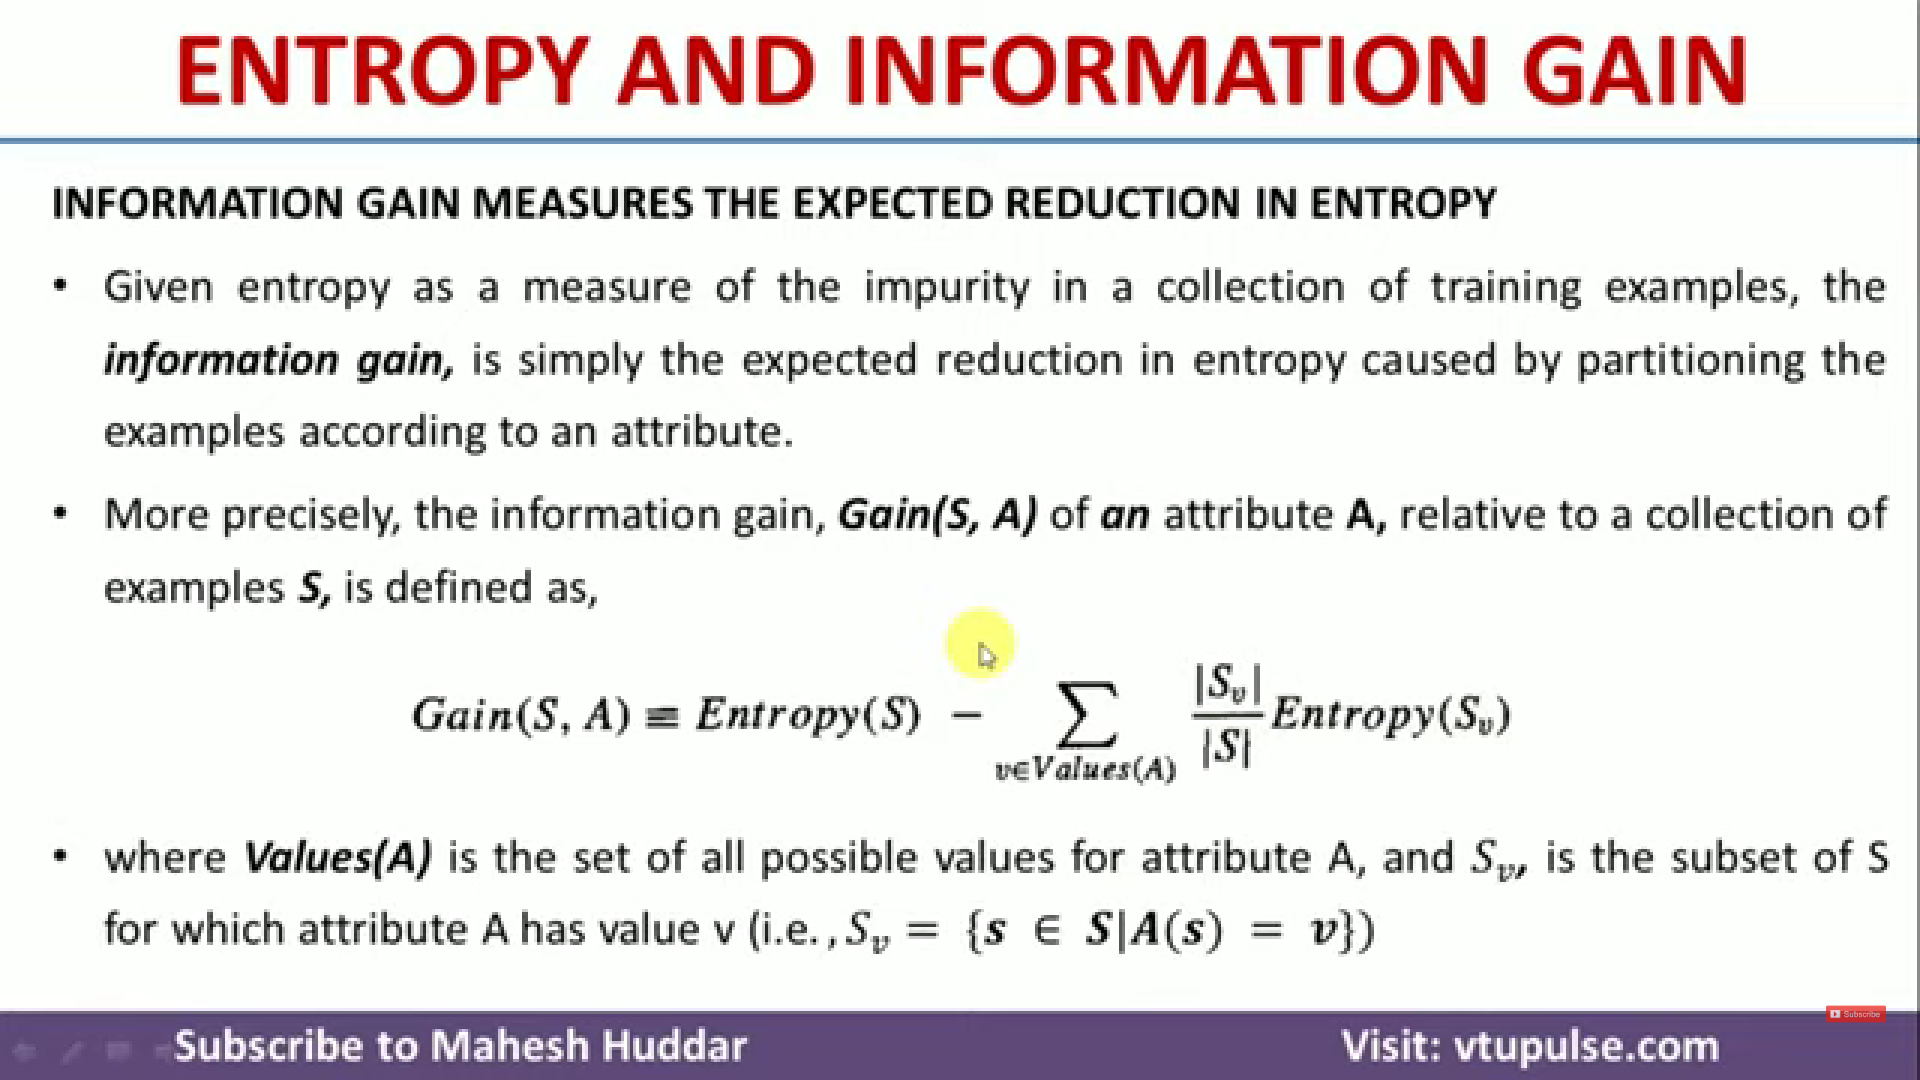 ENTROPY AND INFORMATION GAIN
INFORMATION GAIN MEASURES THE EXPECTED REDUCTION IN ENTROPY
• Given entropy as a measure of the impurity in a collection of training examples, the
information gain, is simply the expected reduction in entropy caused by partitioning the
examples according to an attribute.
• More precisely, the information gain, Gain(S, A) of an attribute A, relative to a collection of
examples S, is defined as,
Gain(S, A) ≡ Entropy(S) − ∑_{v∈Values(A)} |S_v|/|S| Entropy(S_v)
• where Values(A) is the set of all possible values for attribute A, and S_v, is the subset of S
for which attribute A has value v (i.e., S_v = {s ∈ S|A(s) = v})
Subscribe
Subscribe to Mahesh Huddar
Visit: vtupulse.com